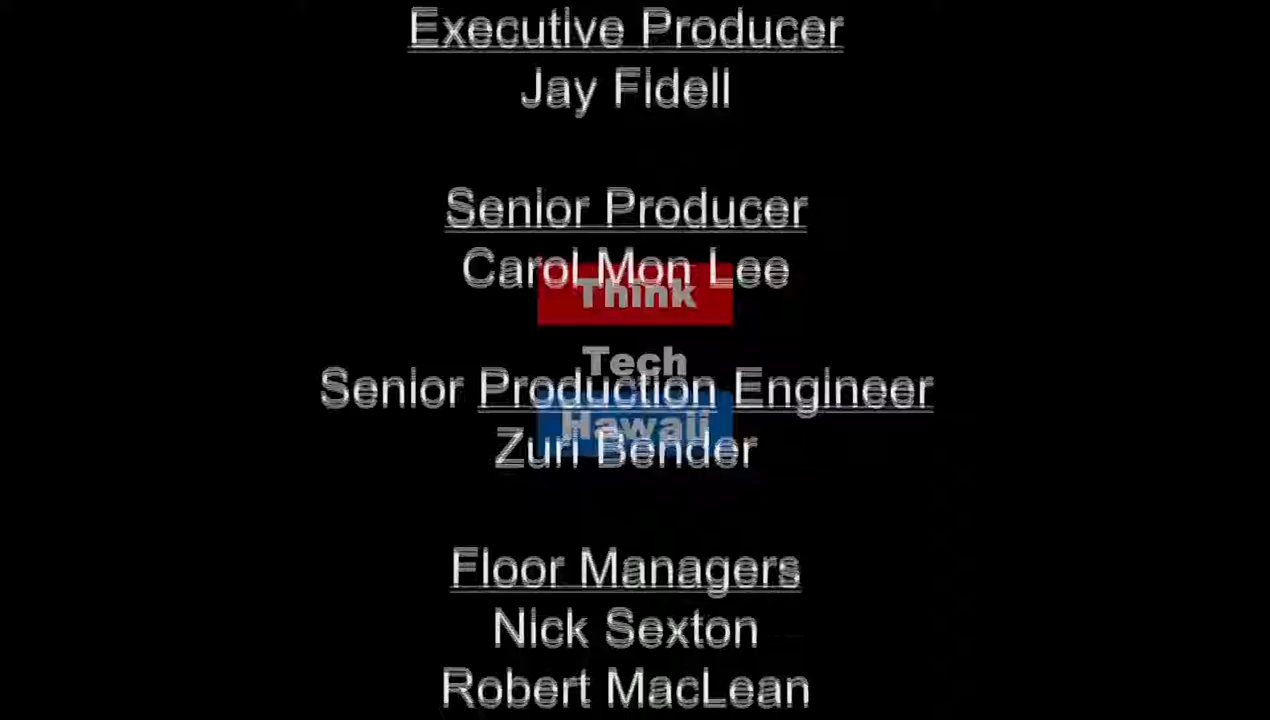 Executive Producer
Jay Fidell
Senior Producer
Carol Mon Lee
Think
Tech
Senior Production Engineer
Hawaii
Zuri Bender
Floor Managers
Nick Sexton
Robert MacLean